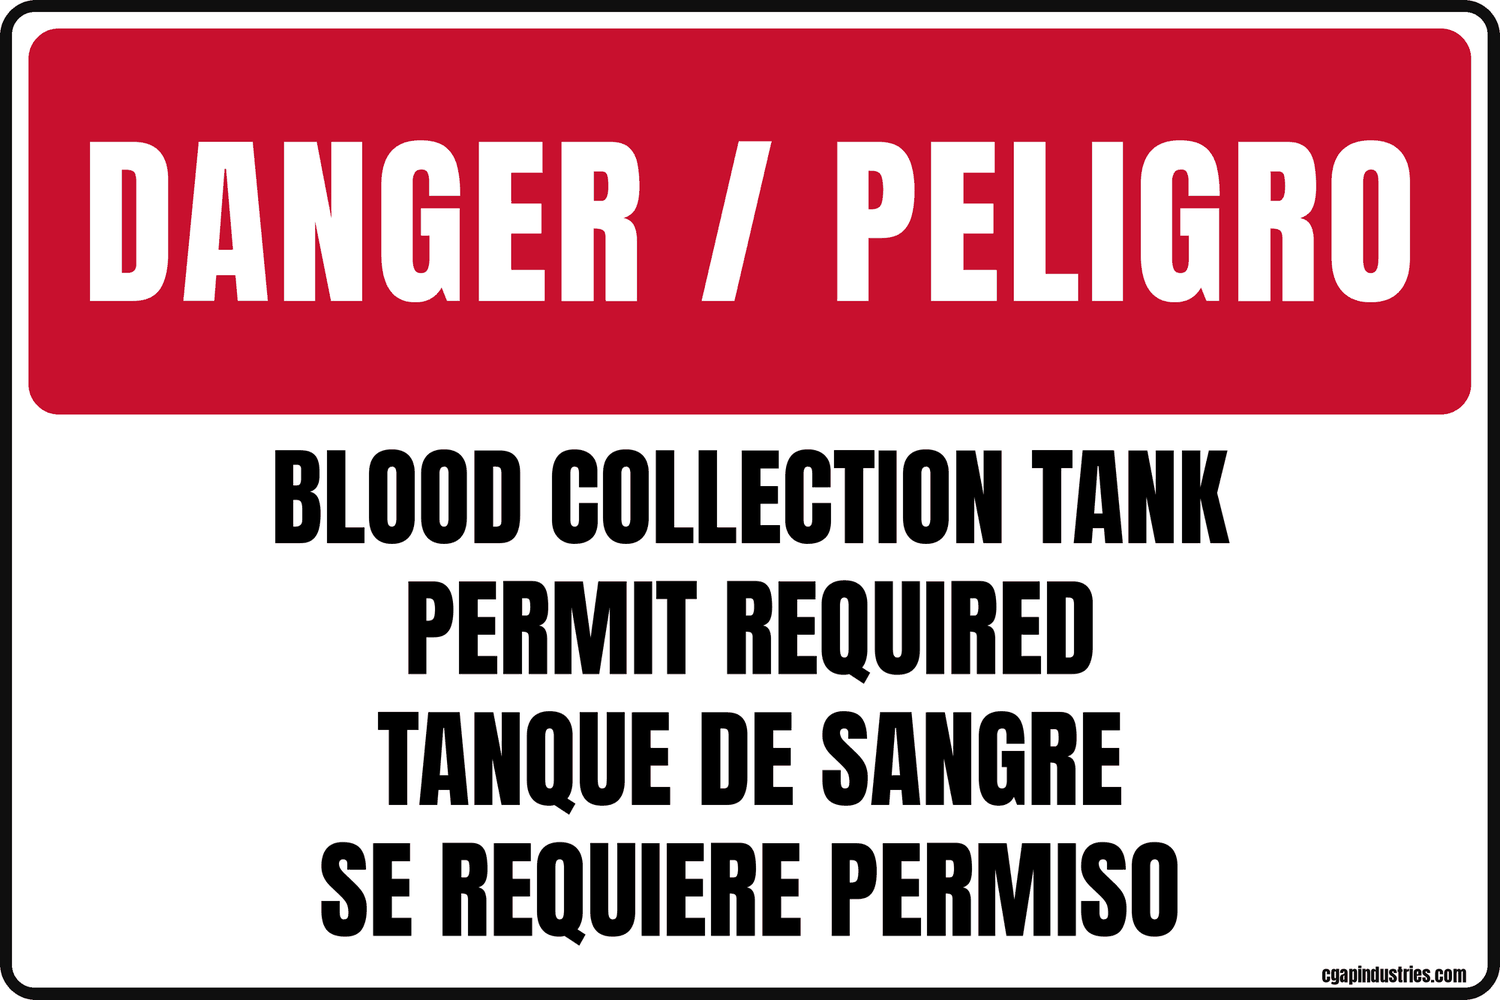 DANGER / PELIGRO
BLOOD COLLECTION TANK
PERMIT REQUIRED
TANQUE DE SANGRE
SE REQUIERE PERMISO
cgapindustries.com